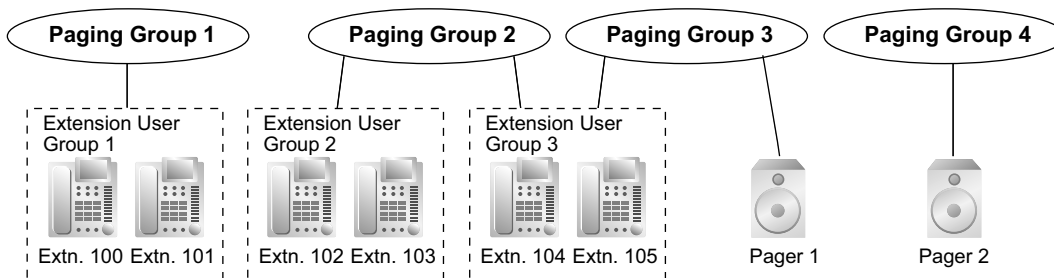 Paging Group 1
Paging Group 2
Paging Group 3
Paging Group 4
Extension User
Group 1
Extension User
Group 2
Extension User
Group 3
Extn. 100 Extn. 101
Extn. 102 Extn. 103
Extn. 104 Extn. 105
Pager 1
Pager 2